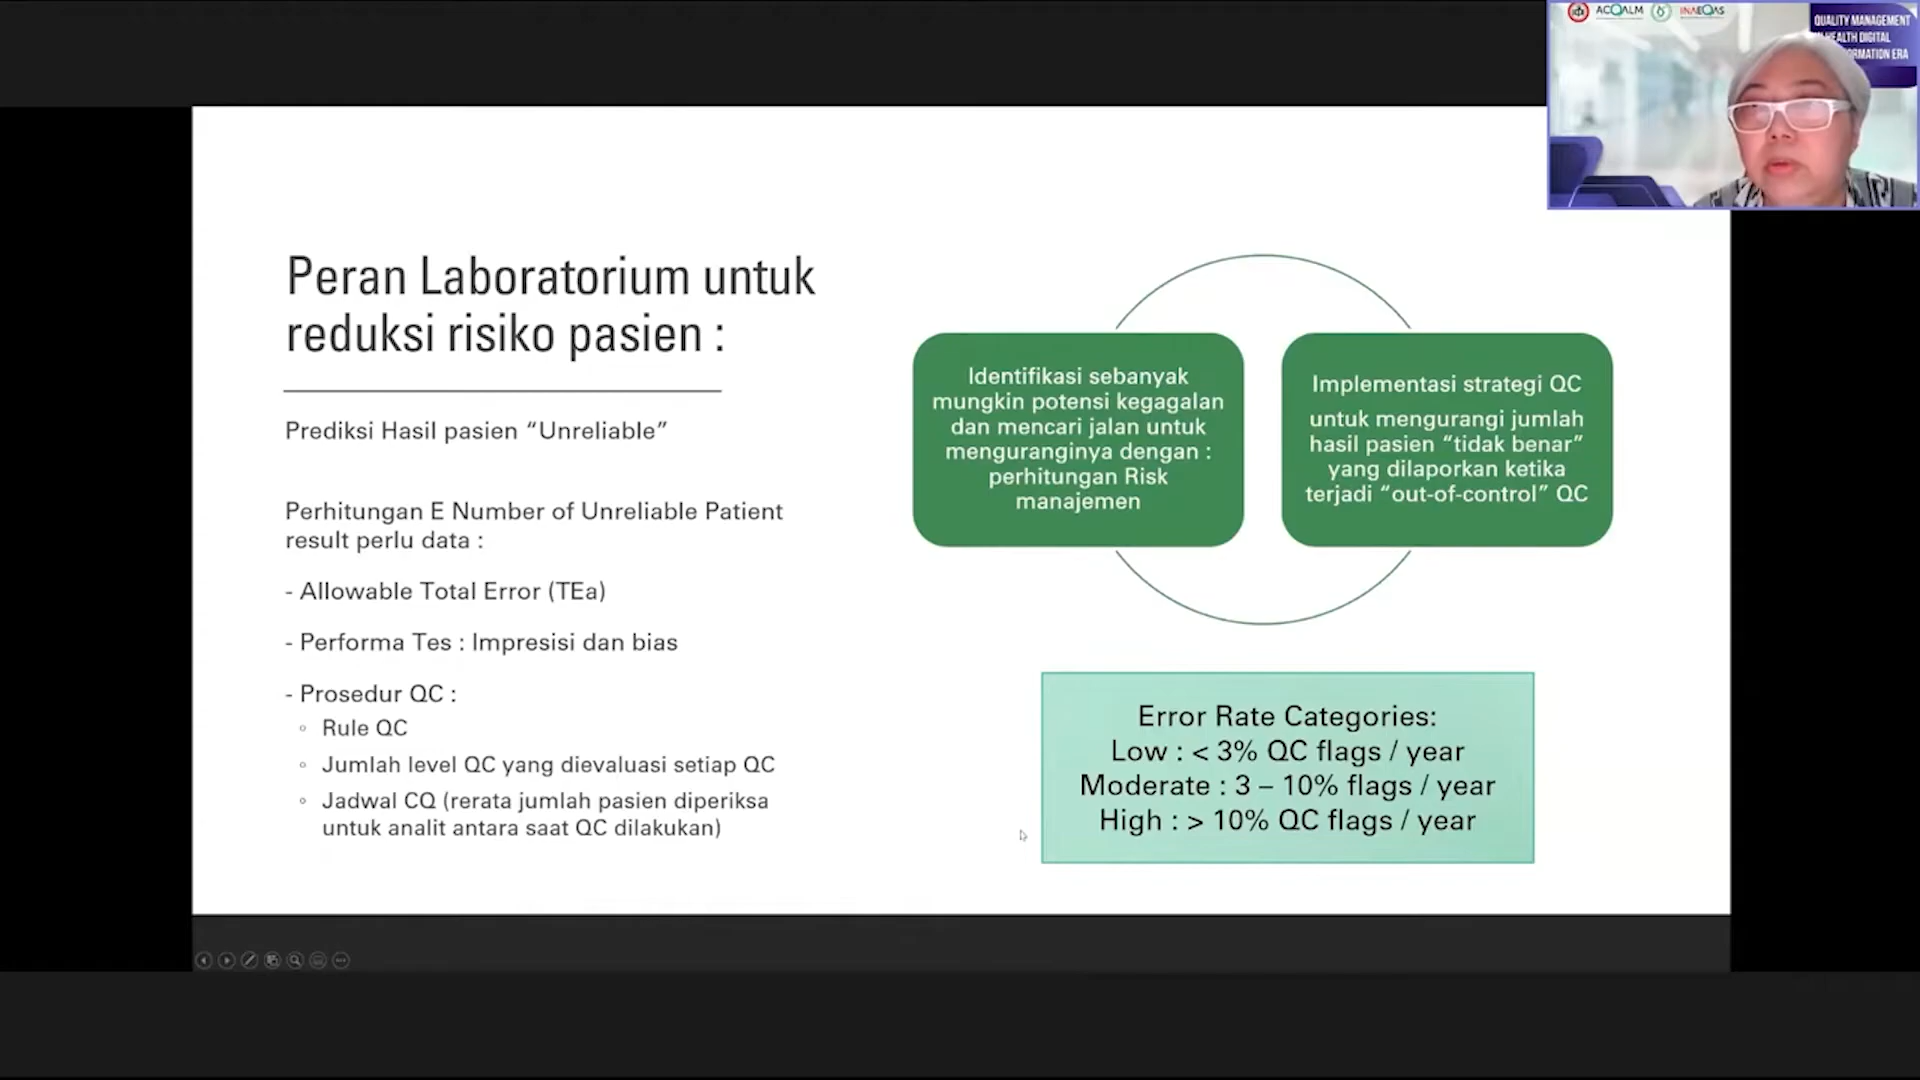 ACQALM
INAEQAS
QUALITY MANAGEMENT
HEALTH DIGITAL
ERA
Peran Laboratorium untuk
reduksi risiko pasien :
Prediksi Hasil pasien “Unreliable”
Perhitungan E Number of Unreliable Patient
result perlu data :
- Allowable Total Error (TEa)
- Performa Tes : Impresisi dan bias
- Prosedur QC :
◦ Rule QC
◦ Jumlah level QC yang dievaluasi setiap QC
◦ Jadwal CQ (rerata jumlah pasien diperiksa
untuk analit antara saat QC dilakukan)
Identifikasi sebanyak
mungkin potensi kegagalan
dan mencari jalan untuk
menguranginya dengan :
perhitungan Risk
manajemen
Implementasi strategi QC
untuk mengurangi jumlah
hasil pasien “tidak benar”
yang dilaporkan ketika
terjadi “out-of-control” QC
Error Rate Categories:
Low : < 3% QC flags / year
Moderate : 3 – 10% flags / year
High : > 10% QC flags / year